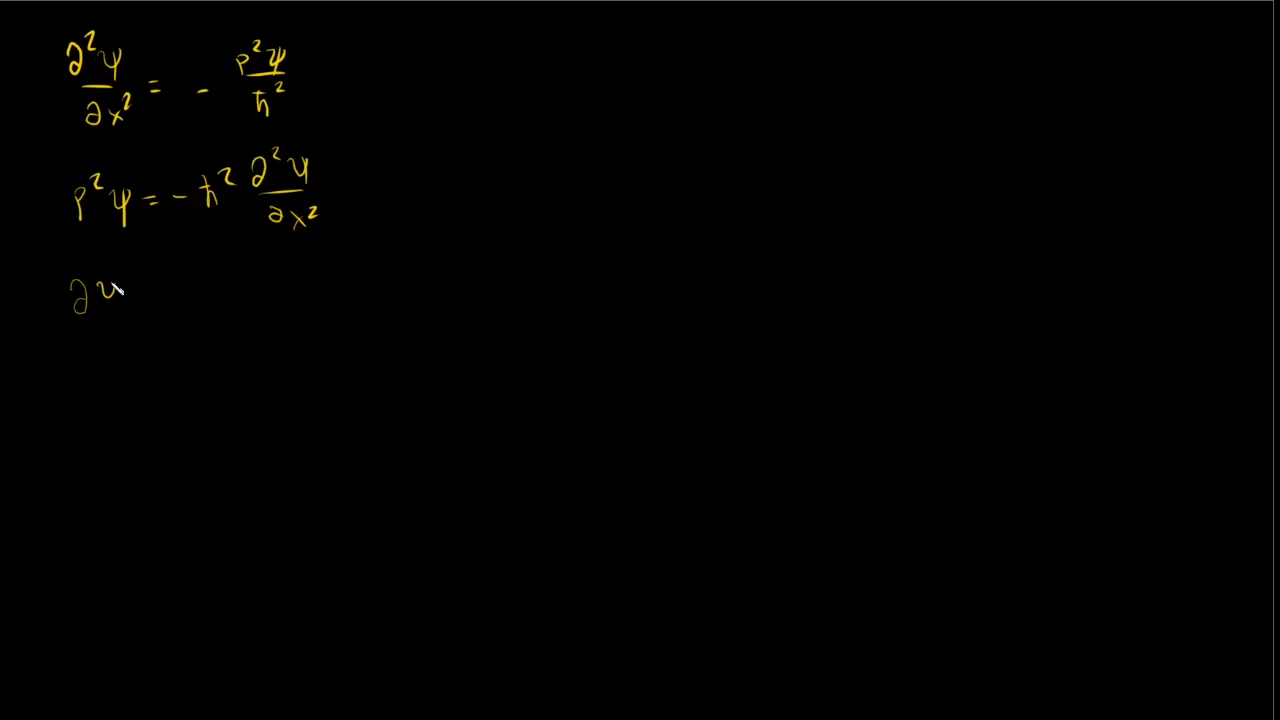 ∂²ψ/∂x² = - p²ψ/ħ²
p²ψ = -ħ² ∂²ψ/∂x²
∂